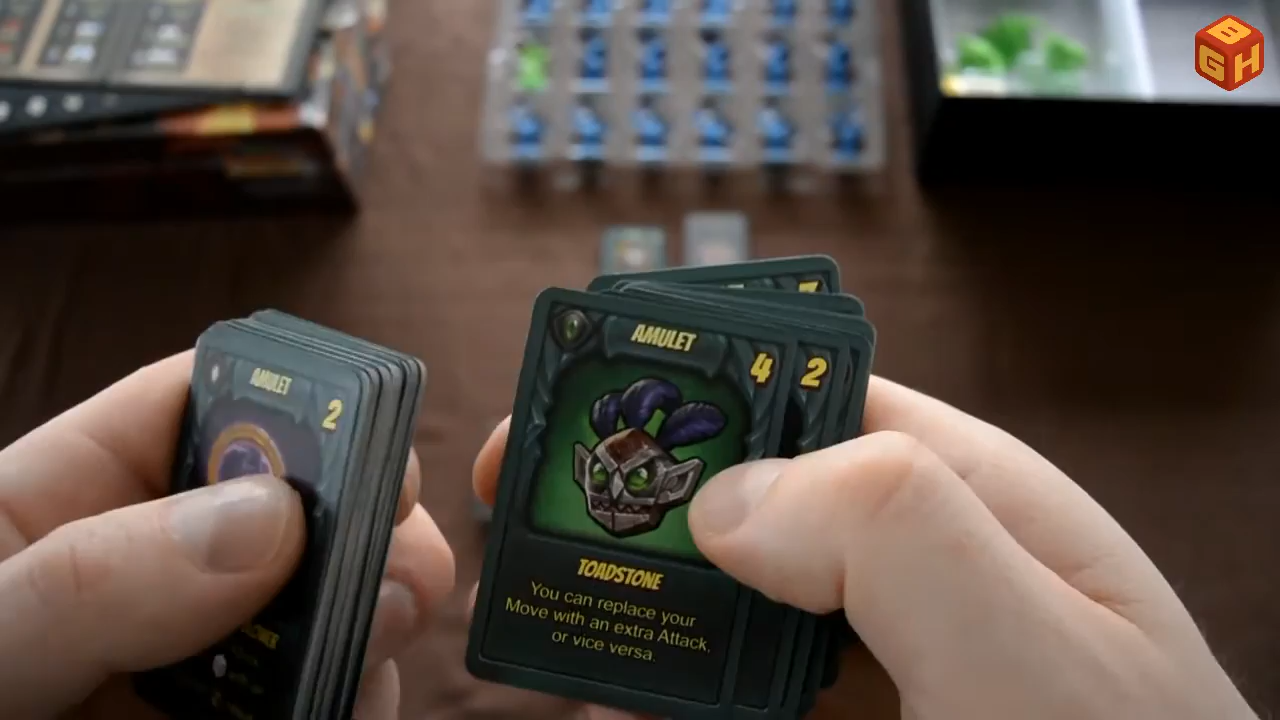 B
G H
AMULET
4
2
AMULET
2
TOADSTONE
You can replace your
Move with an extra Attack,
or vice versa.